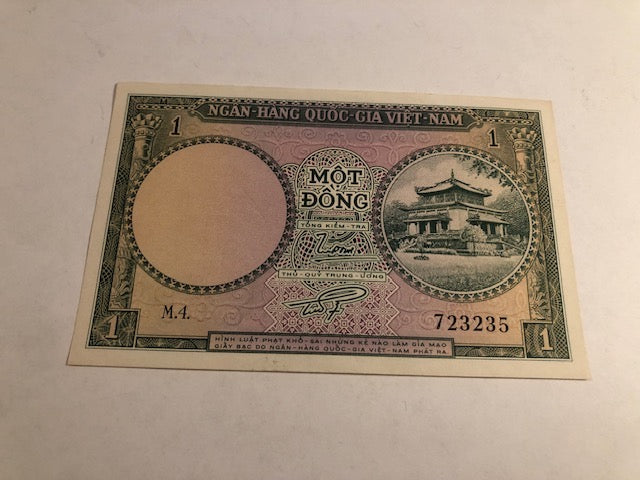 NGÂN-HÀNG QUỐC-GIA VIỆT-NAM
1
1
MỘT
ĐỒNG
TỔNG KIỂM-TRA
THỦ-QUỸ TRUNG-ƯƠNG
M.4.
723235
1
1
HÌNH LUẬT PHẠT KHỔ-SAI NHỮNG KẺ NÀO LÀM GIẢ MẠO
GIẤY BẠC DO NGÂN-HÀNG QUỐC-GIA VIỆT-NAM PHÁT RA